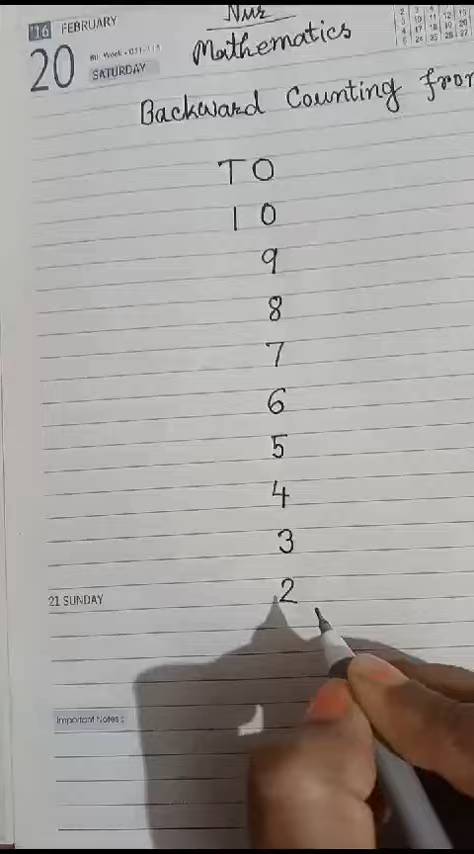 '16 FEBRUARY
20
SATURDAY
Nur
Mathematics
Backward Counting from
T O
1 0
9
8
7
6
5
4
3
2
21 SUNDAY
Important Notes :